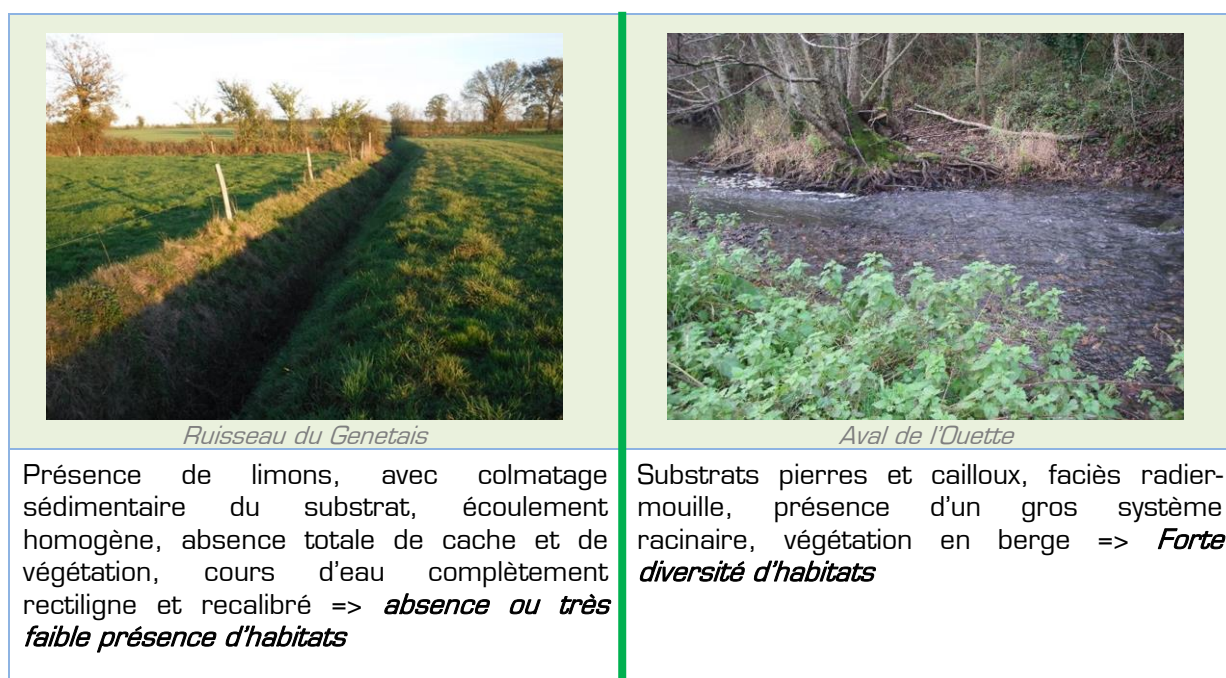 Ruisseau du Genetais
Présence de limons, avec colmatage
sédimentaire du substrat, écoulement
homogène, absence totale de cache et de
végétation, cours d'eau complètement
rectiligne et recalibré => absence ou très
faible présence d'habitats
Aval de l'Ouette
Substrats pierres et cailloux, faciès radier-
mouille, présence d'un gros système
racinaire, végétation en berge => Forte
diversité d'habitats